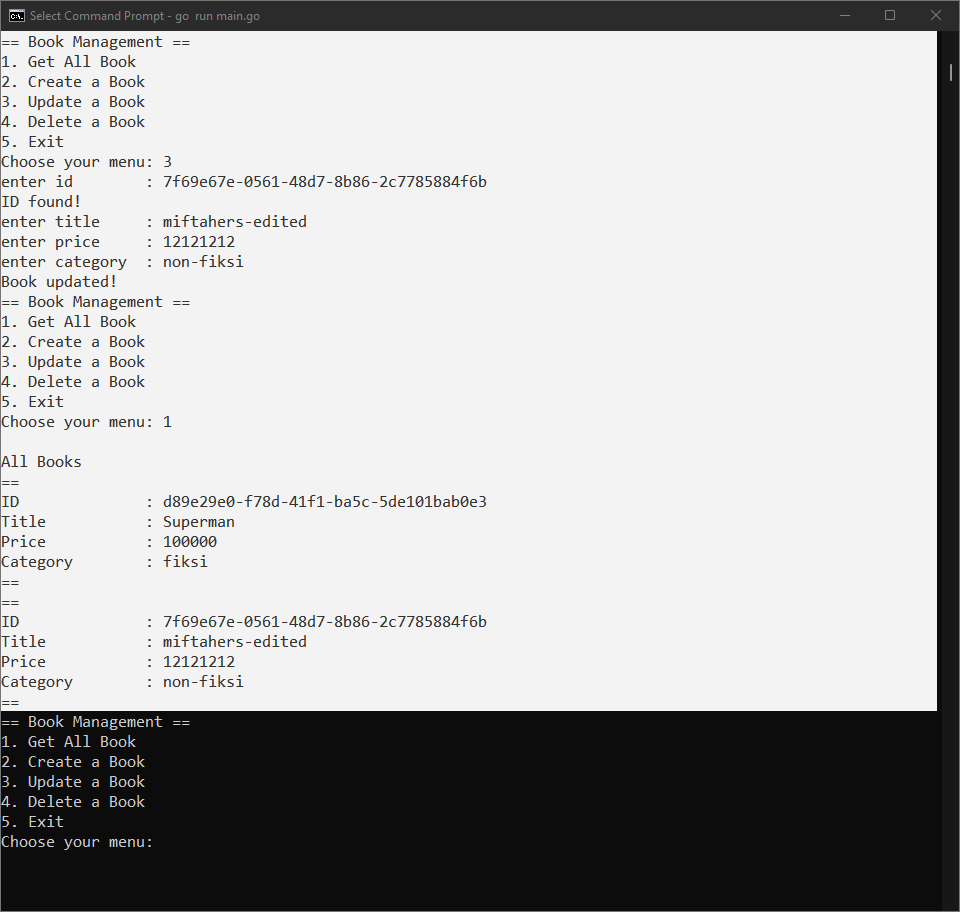 Select Command Prompt - go  run main.go
== Book Management ==
1. Get All Book
2. Create a Book
3. Update a Book
4. Delete a Book
5. Exit
Choose your menu: 3
enter id        : 7f69e67e-0561-48d7-8b86-2c7785884f6b
ID found!
enter title     : miftahers-edited
enter price     : 12121212
enter category  : non-fiksi
Book updated!
== Book Management ==
1. Get All Book
2. Create a Book
3. Update a Book
4. Delete a Book
5. Exit
Choose your menu: 1

All Books
==
ID              : d89e29e0-f78d-41f1-ba5c-5de101bab0e3
Title           : Superman
Price           : 100000
Category        : fiksi
==
==
ID              : 7f69e67e-0561-48d7-8b86-2c7785884f6b
Title           : miftahers-edited
Price           : 12121212
Category        : non-fiksi
==
== Book Management ==
1. Get All Book
2. Create a Book
3. Update a Book
4. Delete a Book
5. Exit
Choose your menu: